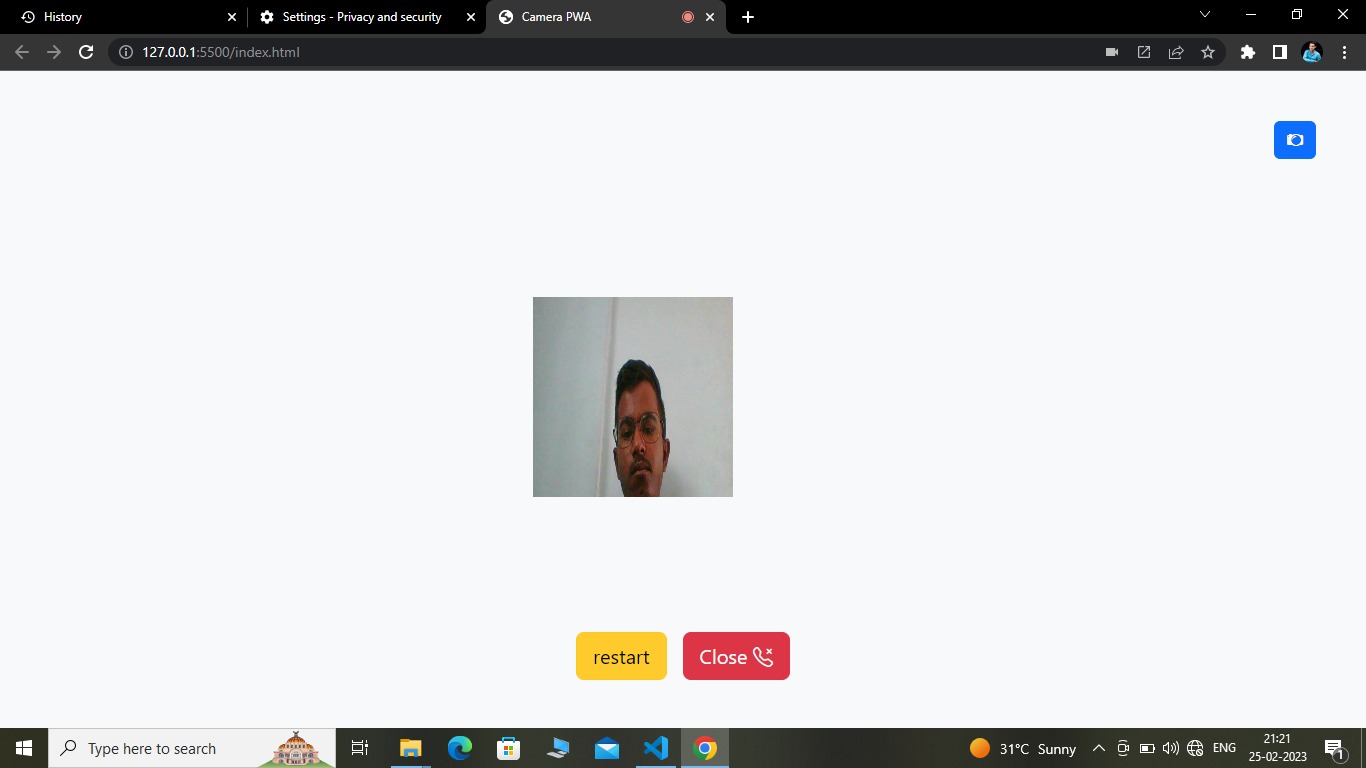 History
Settings - Privacy and security
Camera PWA
127.0.0.1:5500/index.html
restart
Close
Type here to search
31°C Sunny
ENG
21:21
25-02-2023
1